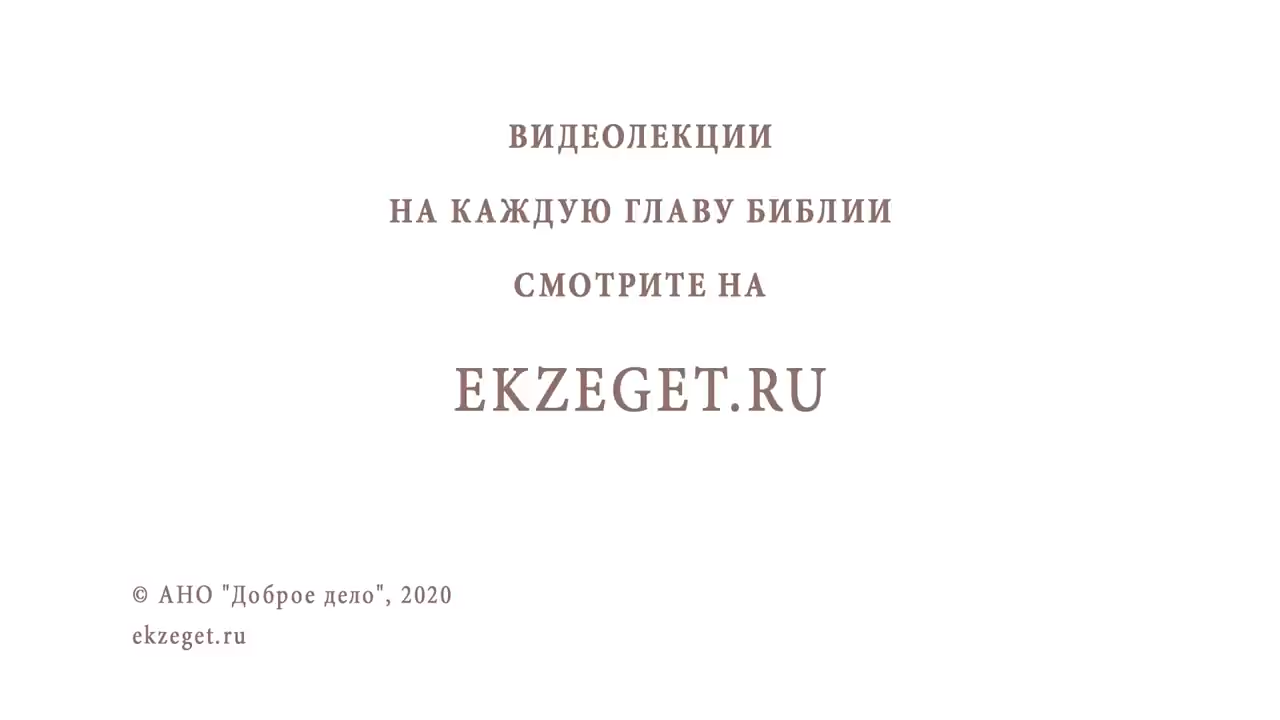 ВИДЕОЛЕКЦИИ
НА КАЖДУЮ ГЛАВУ БИБЛИИ
СМОТРИТЕ НА
EKZEGET.RU
© АНО "Доброе дело", 2020
ekzeget.ru